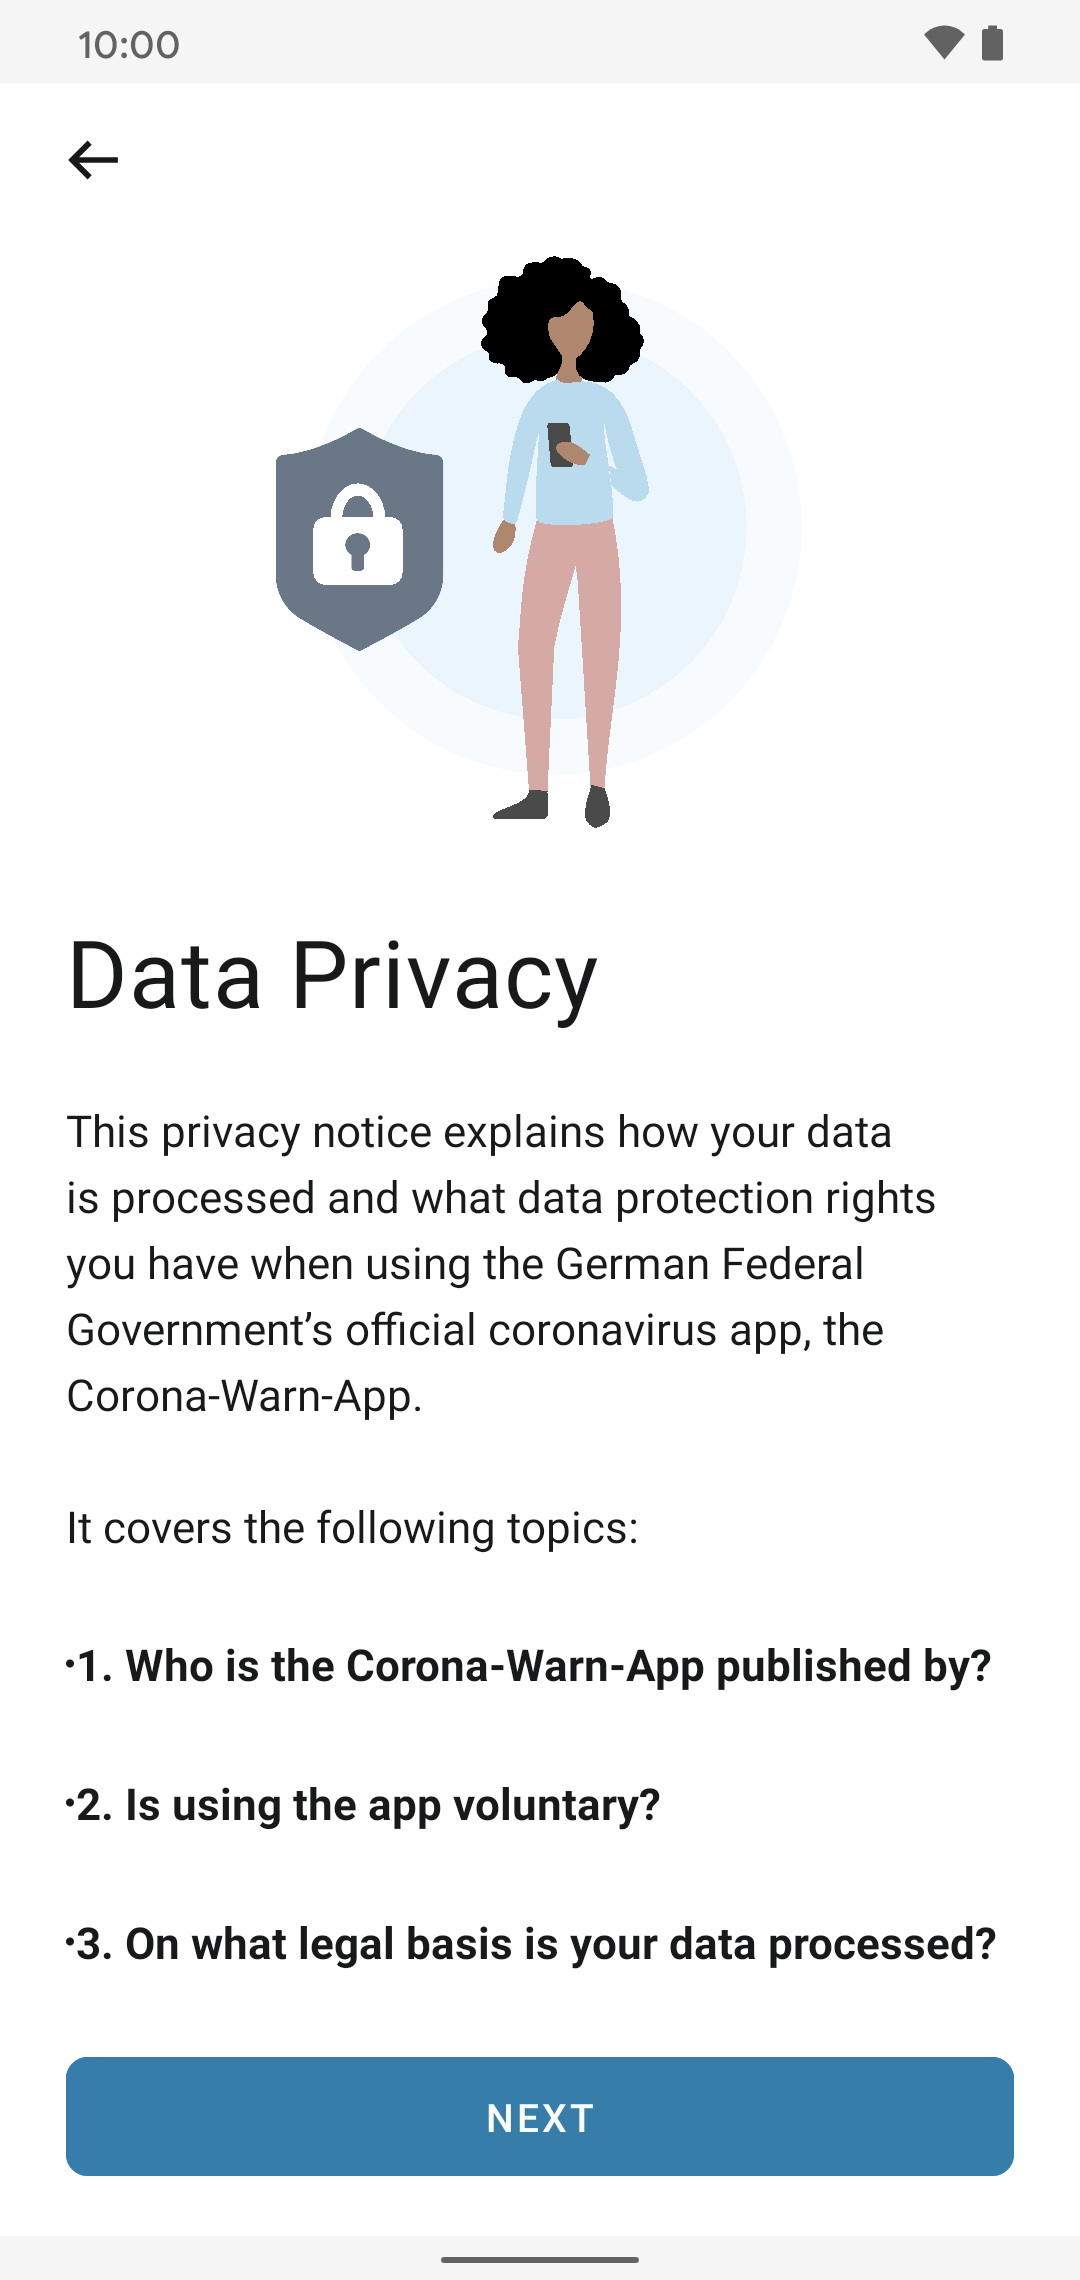 10:00
Data Privacy
This privacy notice explains how your data
is processed and what data protection rights
you have when using the German Federal
Government’s official coronavirus app, the
Corona-Warn-App.
It covers the following topics:
•1. Who is the Corona-Warn-App published by?
•2. Is using the app voluntary?
•3. On what legal basis is your data processed?
NEXT